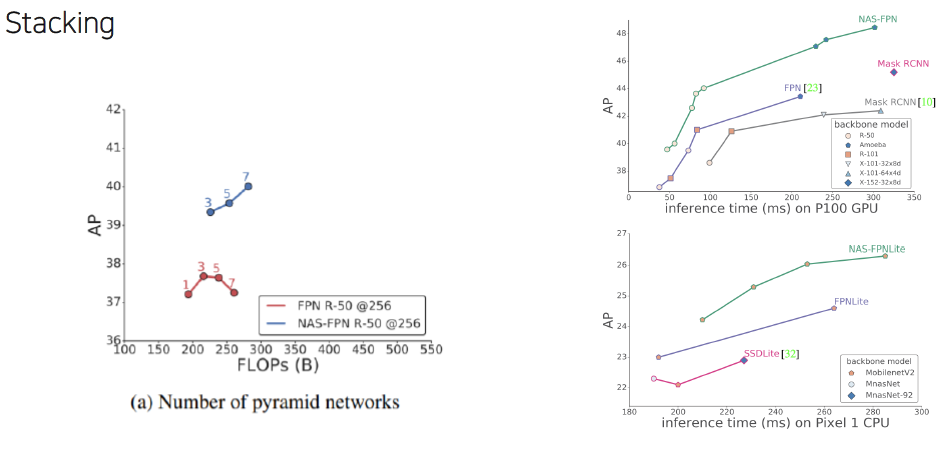 Stacking
42
41
40
39
38
37
36
AP
3 5 7
1 3 5 7
FPN R-50 @256
NAS-FPN R-50 @256
100 150 200 250 300 350 400 450 500 550
FLOPs (B)
(a) Number of pyramid networks
48
46
44
42
40
38
AP
NAS-FPN
Mask RCNN
FPN [23]
Mask RCNN [10]
backbone model
R-50
Amoeba
R-101
X-101-32x8d
X-101-64x4d
X-152-32x8d
0 50 100 150 200 250 300 350
inference time (ms) on P100 GPU
27
26
25
24
23
22
AP
NAS-FPNLite
FPNLite
SSDLite [32]
backbone model
MobilenetV2
MnasNet
MnasNet-92
180 200 220 240 260 280 300
inference time (ms) on Pixel 1 CPU